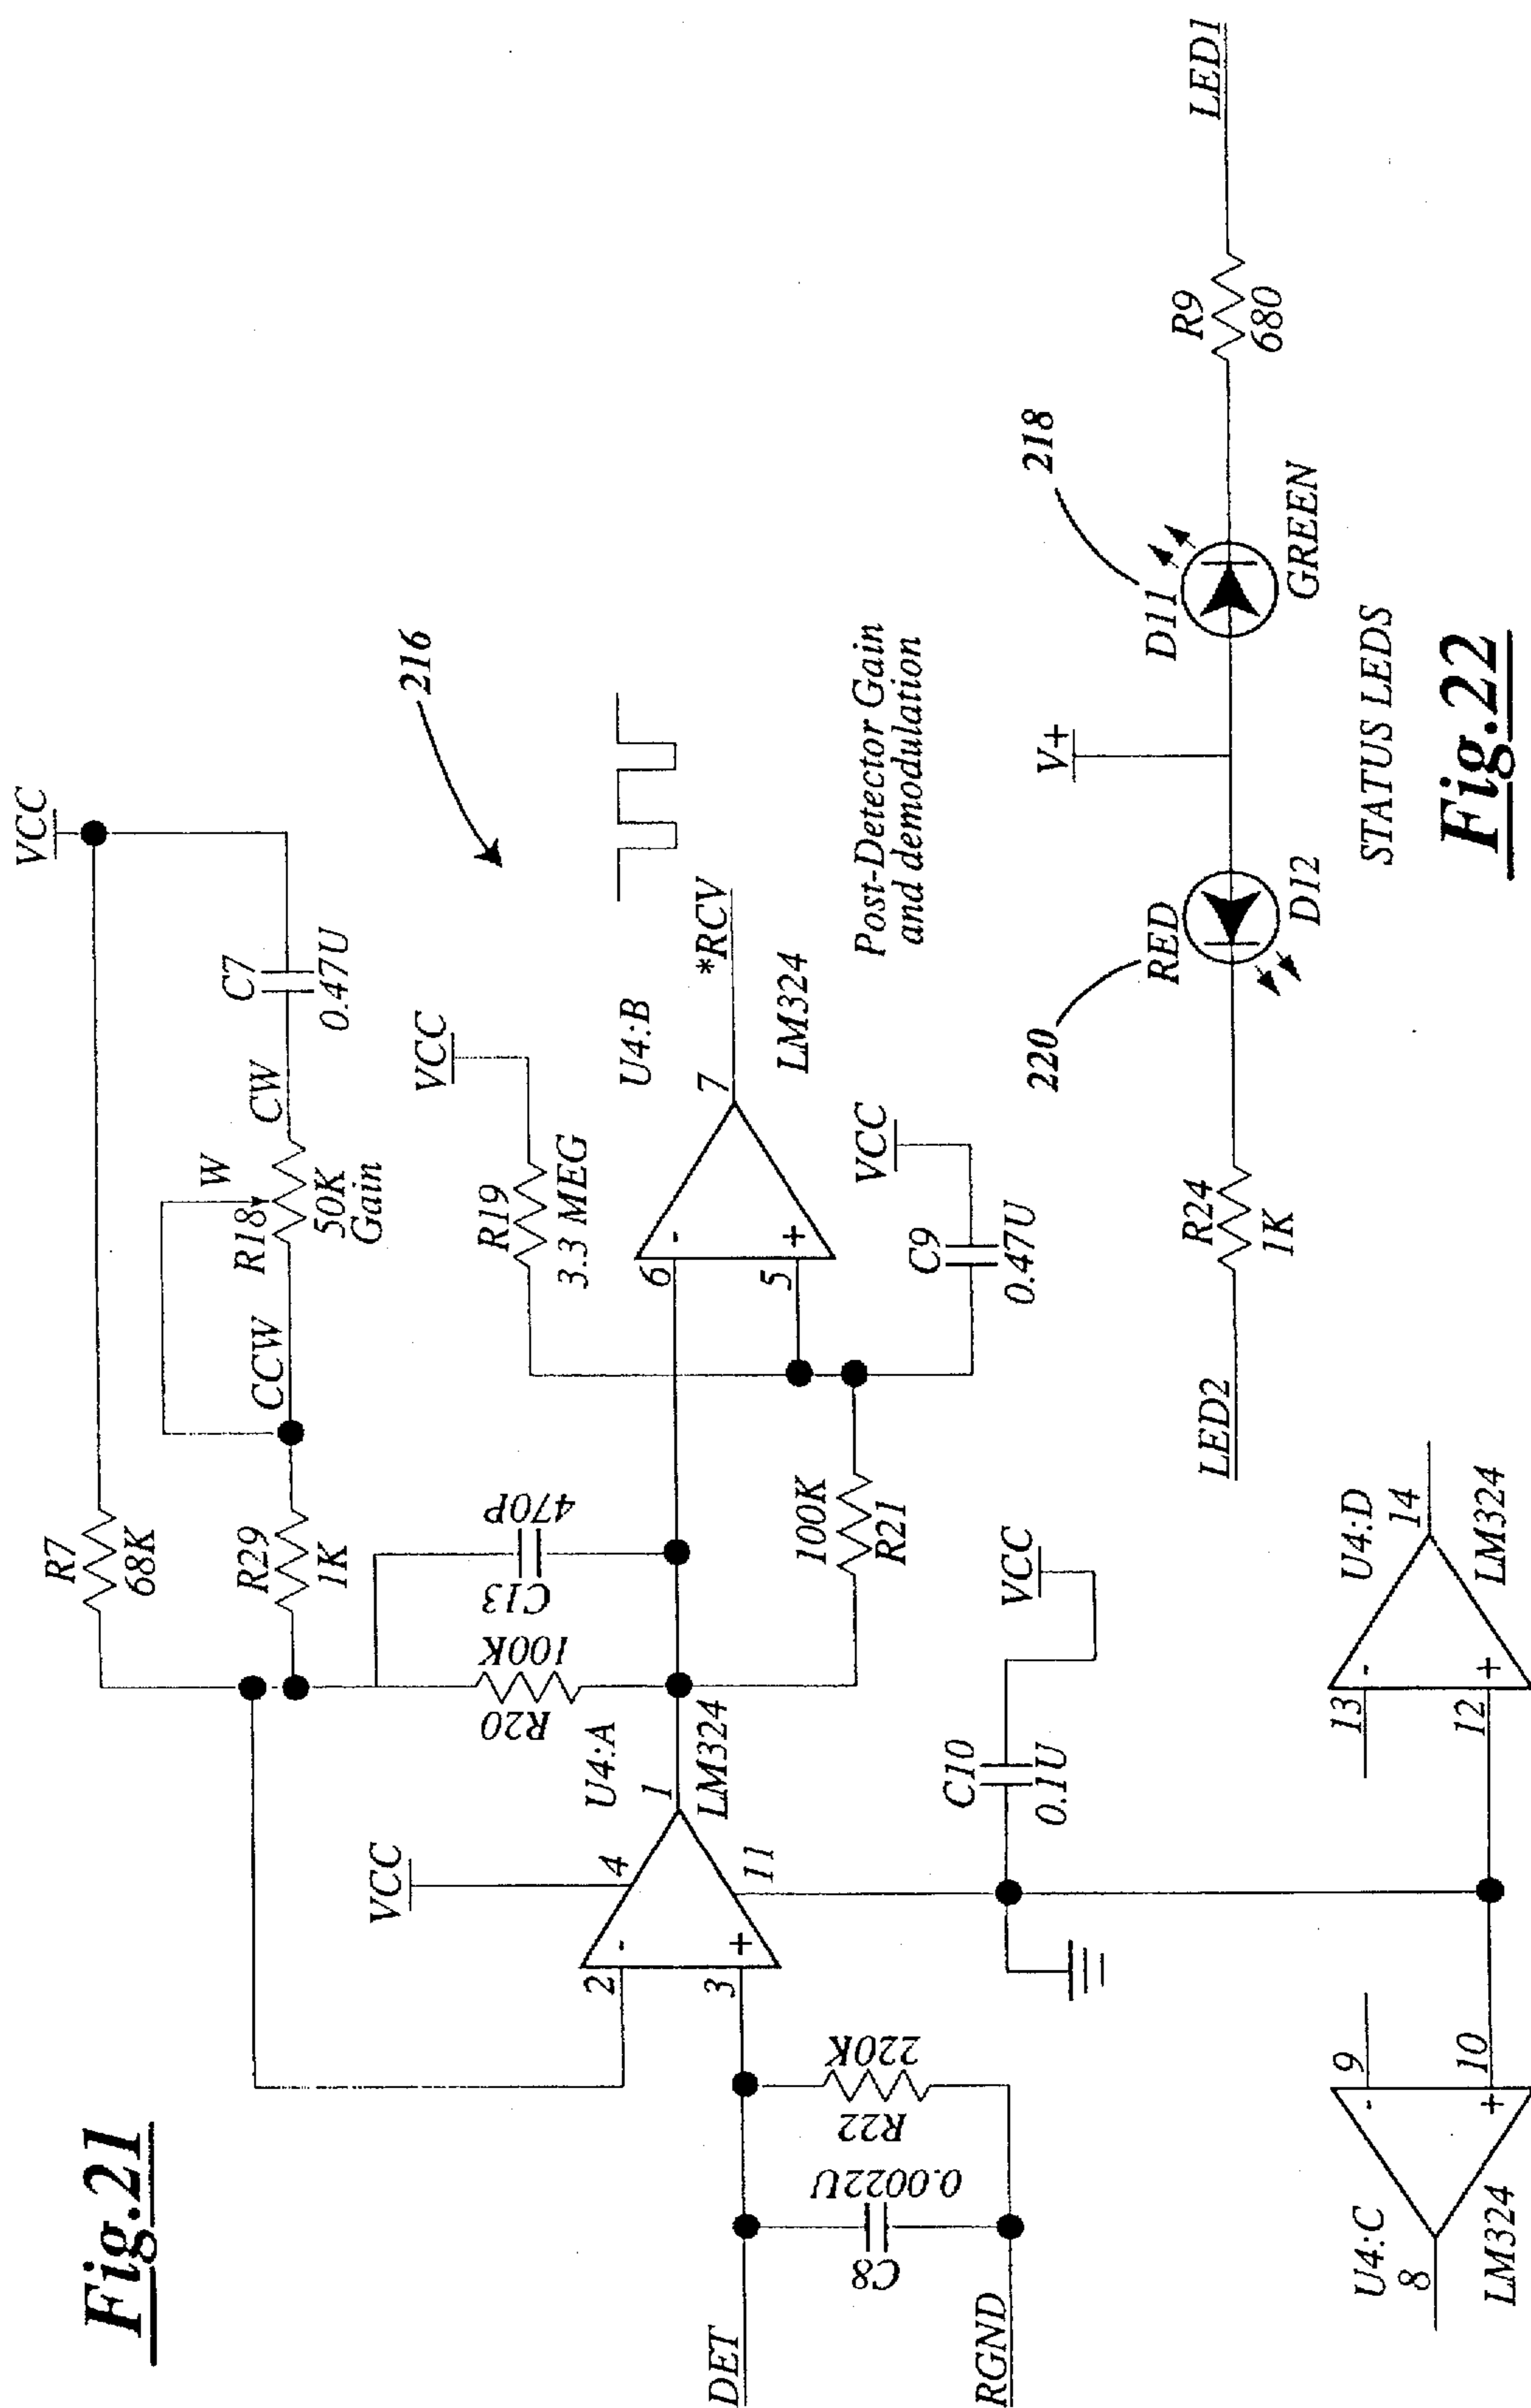 Fig.21
VCC
R7
68K
R29
1K
CCW
R18
W
CW
50K
Gain
C7
0.47U
216
VCC
R19
3.3 MEG
C13
470P
R20
100K
VCC
4
U4:A
2
-
3
+
1
11
LM324
6
-
5
+
7
U4:B
*RCV
LM324
100K
R21
VCC
C9
0.47U
Post-Detector Gain
and demodulation
DET
C8
0.0022U
R22
220K
RGND
C10
0.1U
VCC
U4:C
8
9
-
10
+
LM324
13
-
12
+
U4:D
14
LM324
LED2
R24
1K
220
RED
D12
V+
218
D11
GREEN
R9
680
LED1
STATUS LEDS
Fig.22